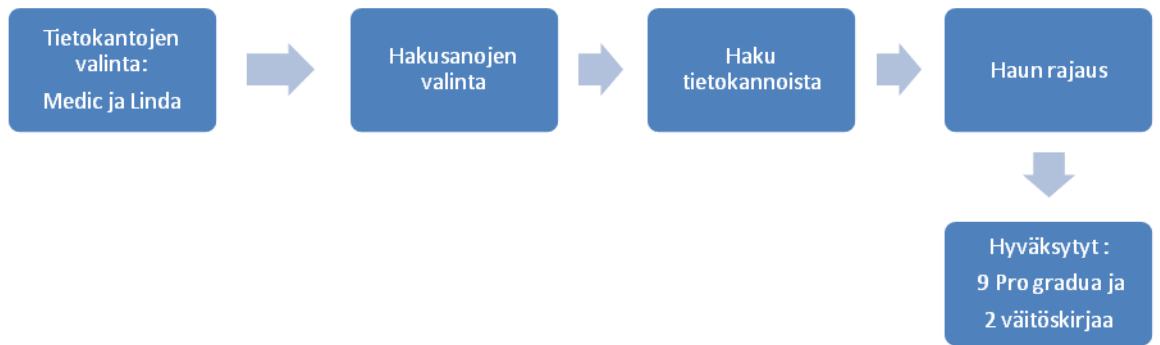 Tietokantojen
valinta:
Medic ja Linda
Hakusanojen
valinta
Haku
tietokannoista
Haun rajaus
Hyväksytyt :
9 Pro gradua ja
2 väitöskirjaa